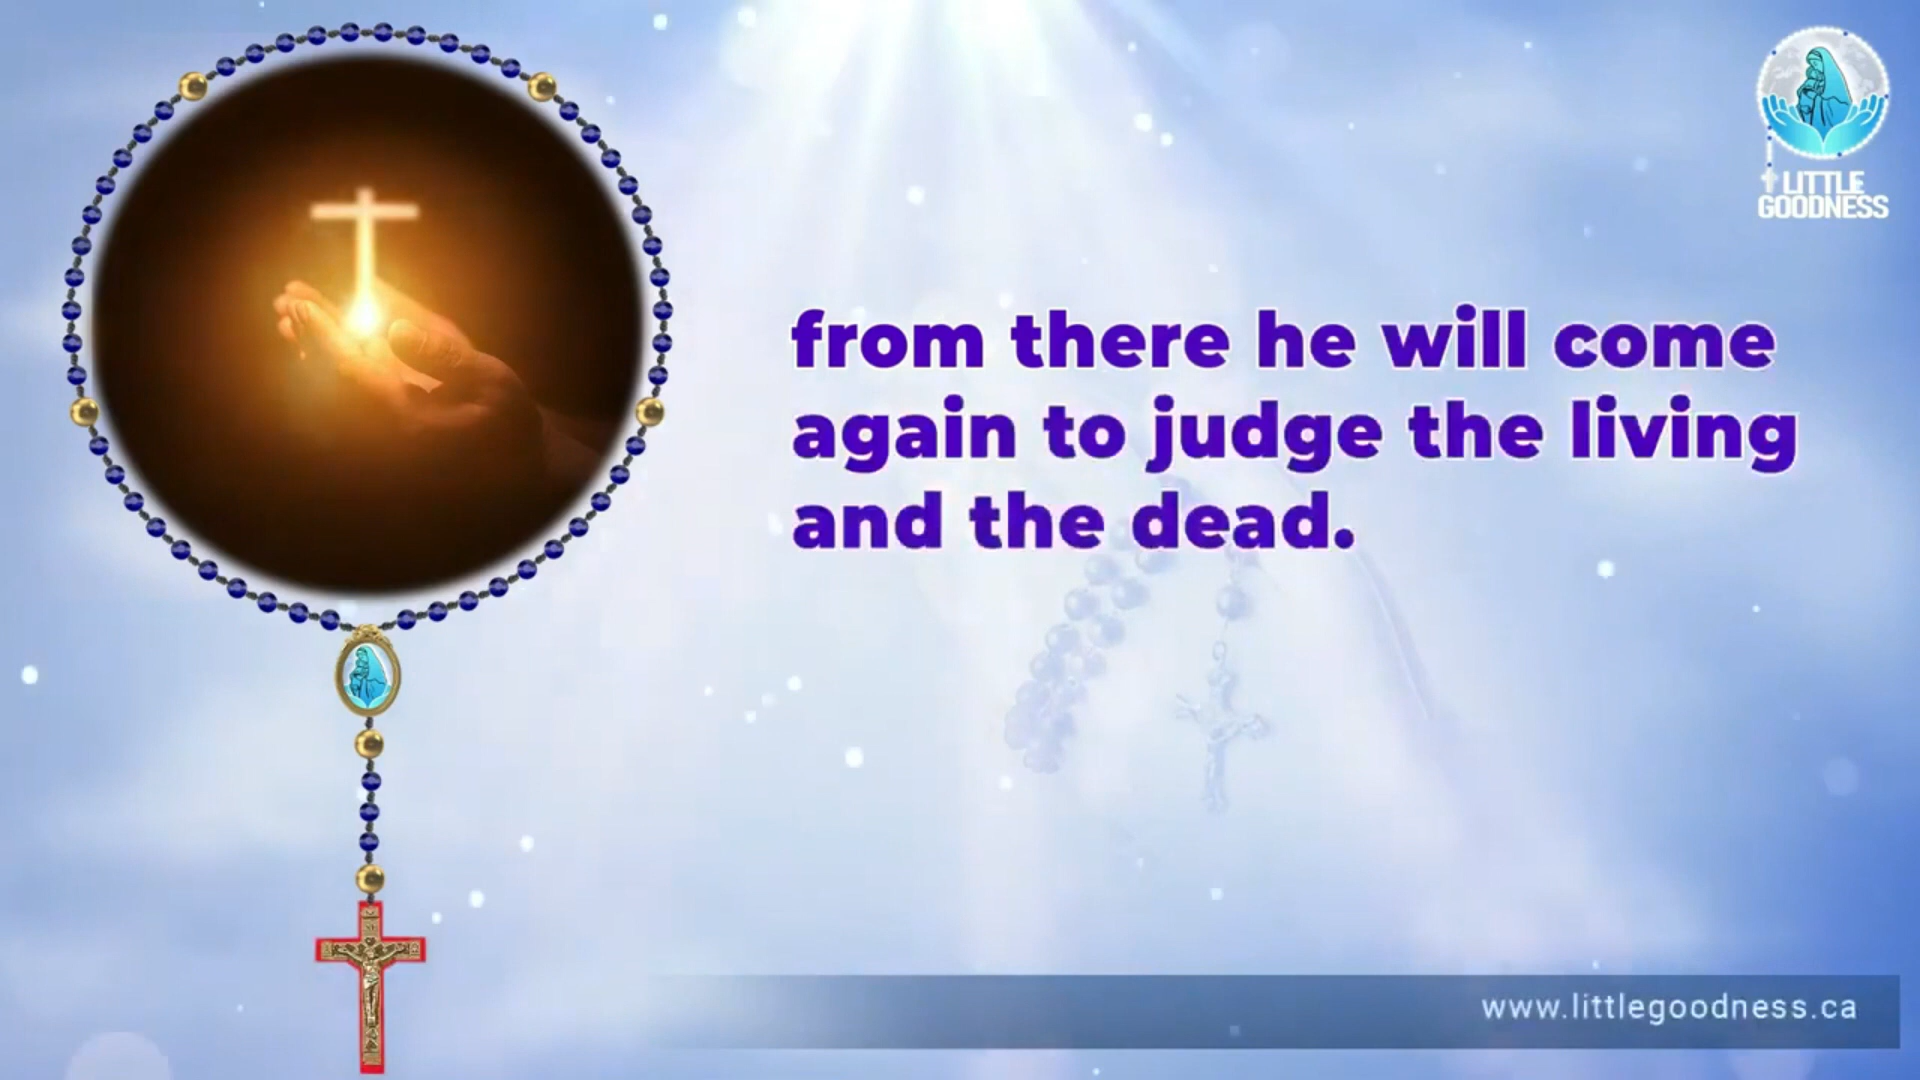 LITTLE
GOODNESS
from there he will come
again to judge the living
and the dead.
www.littlegoodness.ca